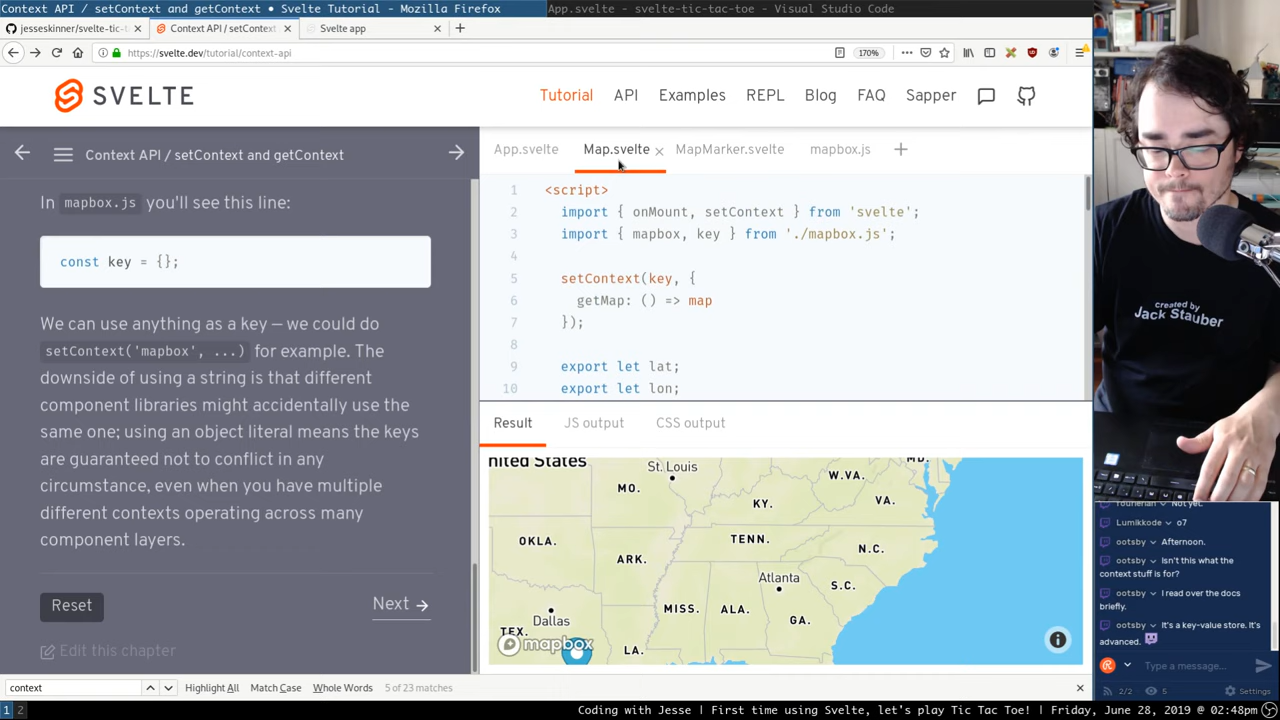 Context API / setContext and getContext • Svelte Tutorial - Mozilla Firefox
App.svelte - svelte-tic-tac-toe - Visual Studio Code
jesseskinner/svelte-tic-t
Context API / setContext
Svelte app
https://svelte.dev/tutorial/context-api
170%
SVELTE
Tutorial
API
Examples
REPL
Blog
FAQ
Sapper
Context API / setContext and getContext
In mapbox.js you'll see this line:
const key = {};
We can use anything as a key — we could do
setContext('mapbox', ...) for example. The
downside of using a string is that different
component libraries might accidentally use the
same one; using an object literal means the keys
are guaranteed not to conflict in any
circumstance, even when you have multiple
different contexts operating across many
component layers.
Reset
Next
Edit this chapter
App.svelte
Map.svelte
MapMarker.svelte
mapbox.js
1 <script>
2 import { onMount, setContext } from 'svelte';
3 import { mapbox, key } from './mapbox.js';
4
5 setContext(key, {
6 getMap: () => map
7 });
8
9 export let lat;
10 export let lon;
Result
JS output
CSS output
nited States
St. Louis
MO.
KY.
W.VA.
MD.
VA.
OKLA.
ARK.
TENN.
N.C.
Atlanta
S.C.
MISS.
ALA.
GA.
Dallas
TEX.
LA.
mapbox
created by
Jack Stauber
Not yet.
Lumikkode o7
ootsby Afternoon.
ootsby Isn't this what the
context stuff is for?
ootsby I read over the docs
briefly.
ootsby It's a key-value store. It's
advanced.
Type a message...
2/2
5
Settings
context
Highlight All
Match Case
Whole Words
5 of 23 matches
1 2
Coding with Jesse | First time using Svelte, let's play Tic Tac Toe! | Friday, June 28, 2019 @ 02:48pm